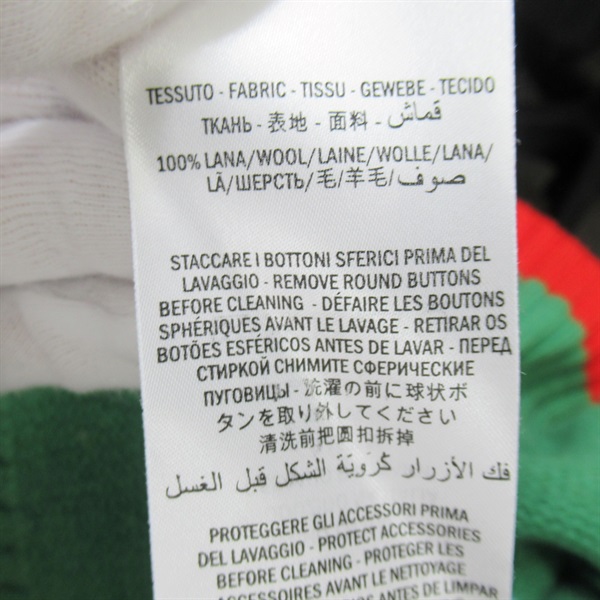 TESSUTO - FABRIC - TISSU - GEWEBE - TECIDO
ТКАНЬ - 表地 - 面料 - قماش
100% LANA/WOOL/LAINE/WOLLE/LANA/
LÃ/ШЕРСТЬ/毛/羊毛/صوف
STACCARE I BOTTONI SFERICI PRIMA DEL
LAVAGGIO - REMOVE ROUND BUTTONS
BEFORE CLEANING - DÉFAIRE LES BOUTONS
SPHÉRIQUES AVANT LE LAVAGE - RETIRAR OS
BOTÕES ESFÉRICOS ANTES DE LAVAR - ПЕРЕД
СТИРКОЙ СНИМИТЕ СФЕРИЧЕСКИЕ
ПУГОВИЦЫ - 洗濯の前に球状ボ
タンを取り外してください
清洗前把圆扣拆掉
فك الأزرار كرويّة الشكل قبل الغسل
PROTEGGERE GLI ACCESSORI PRIMA
DEL LAVAGGIO - PROTECT ACCESSORIES
BEFORE CLEANING - PROTEGER LES
ACCESSOIRES AVANT LE NETTOYAGE
ANTES DE LIMPAR